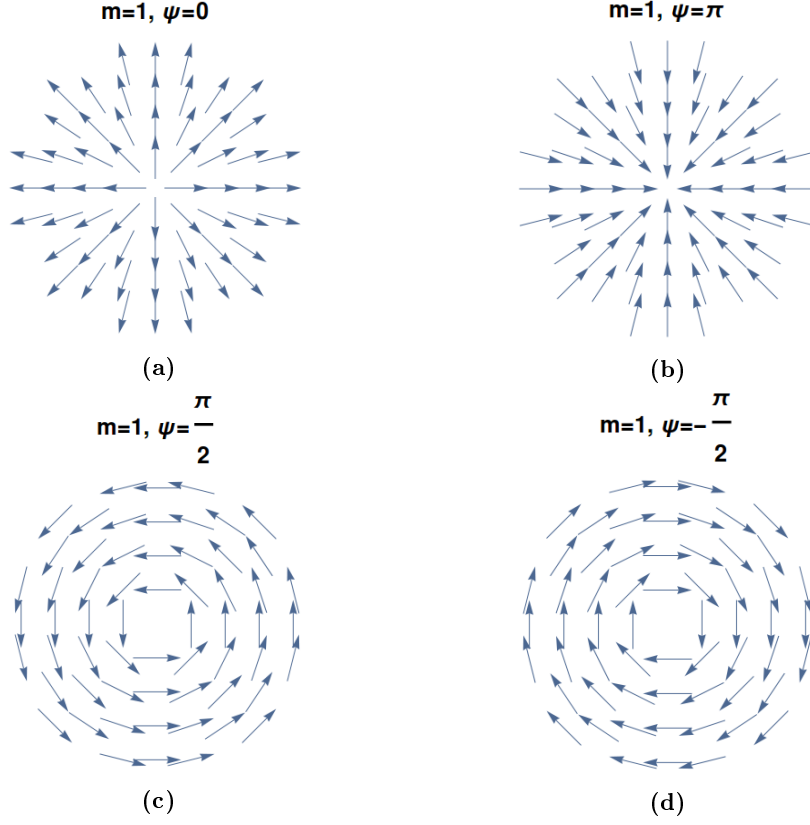 m=1, ψ=0
m=1, ψ=π
(a)
(b)
m=1, ψ=π/2
m=1, ψ=-π/2
(c)
(d)